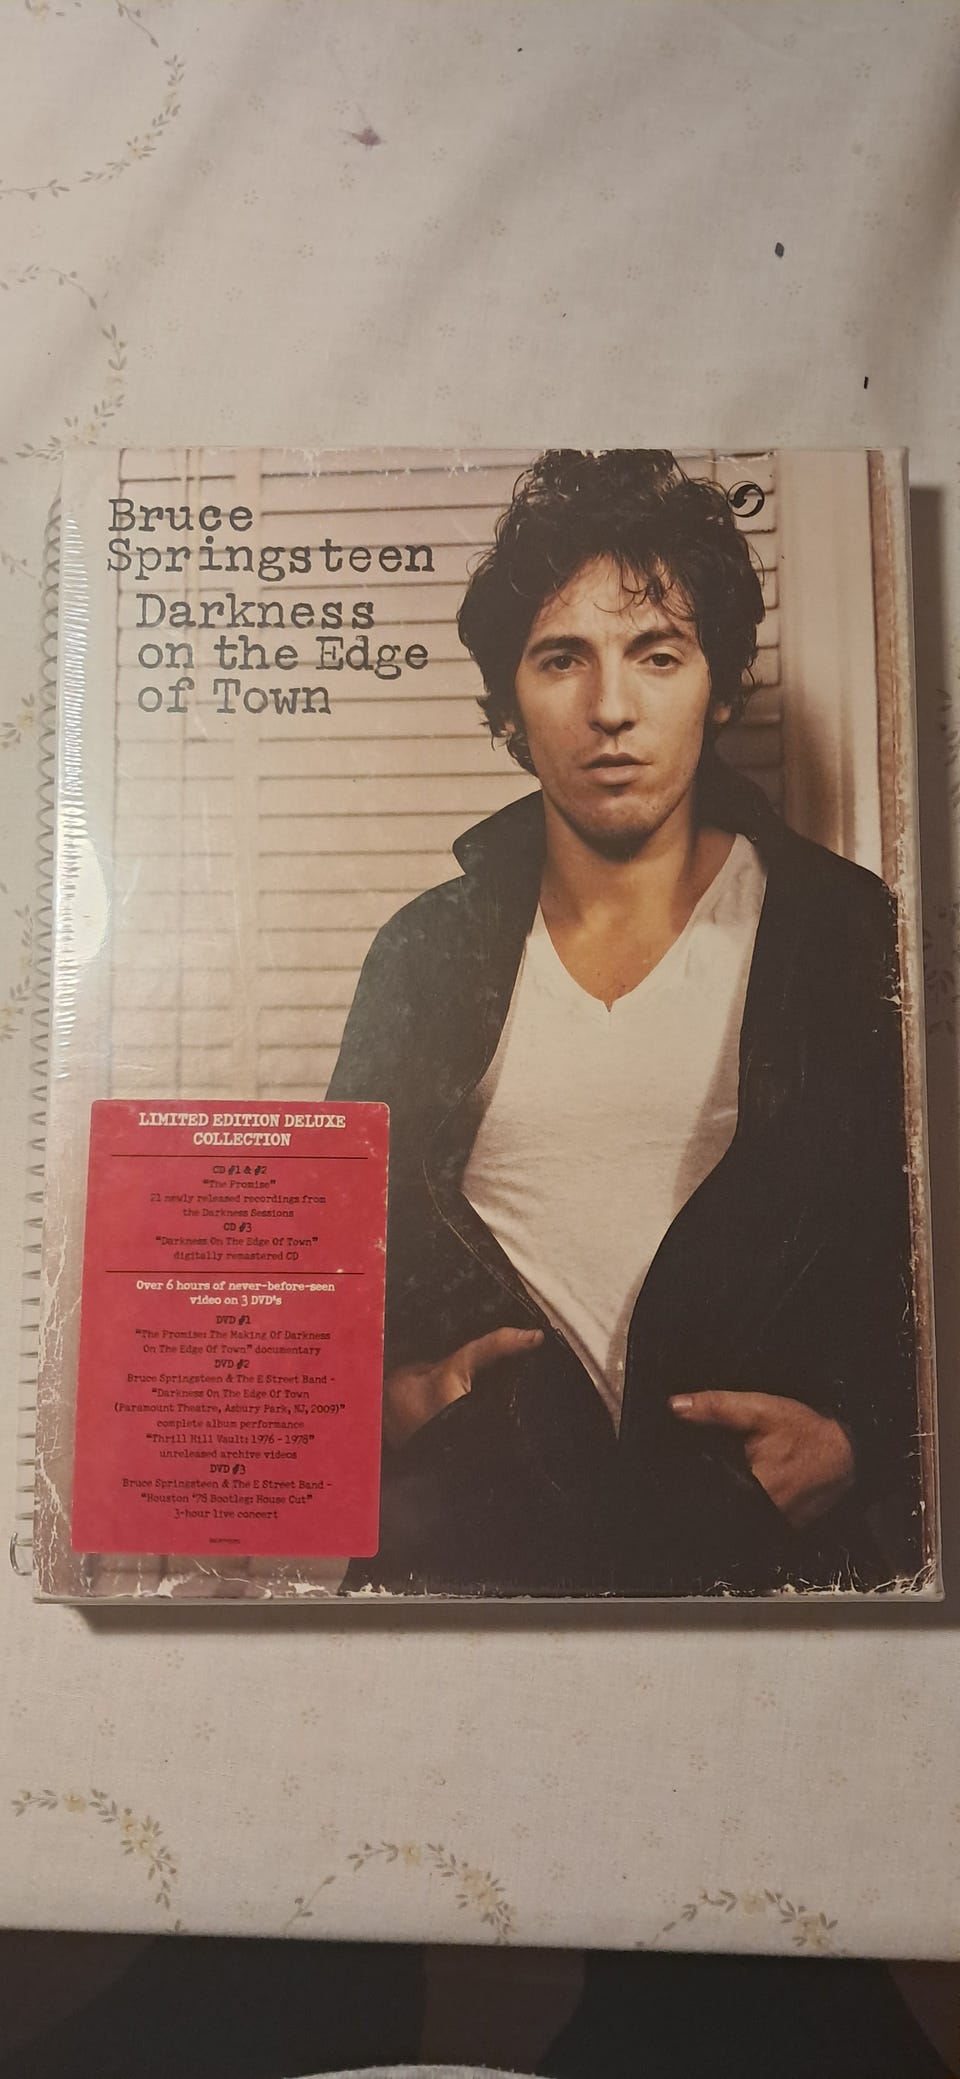 Bruce
Springsteen
Darkness
on the Edge
of Town
LIMITED EDITION DELUXE
COLLECTION
CD #1 & #2
"The Promise"
21 newly released recordings from
the Darkness Sessions
CD #3
"Darkness On The Edge Of Town"
digitally remastered CD
Over 6 hours of never-before-seen
video on 3 DVD's
DVD #1
"The Promise: The Making Of Darkness
On The Edge Of Town" documentary
DVD #2
Bruce Springsteen & The E Street Band -
"Darkness On The Edge Of Town
(Paramount Theatre, Asbury Park, NJ, 2009)"
complete album performance
"Thrill Hill Vault: 1976 - 1978"
unreleased archive videos
DVD #3
Bruce Springsteen & The E Street Band -
"Houston '78 Bootleg: House Cut"
3-hour live concert